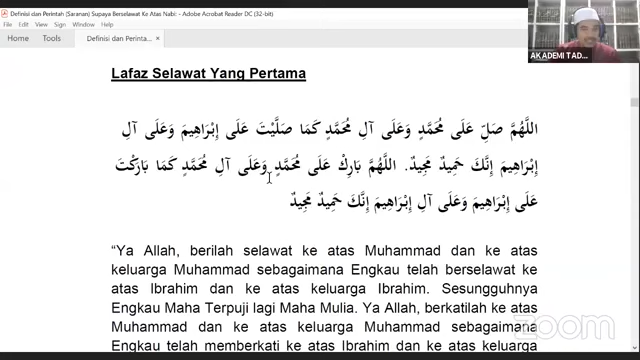 Definisi dan Perintah (Saranan) Supaya Berselawat Ke Atas Nabi: - Adobe Acrobat Reader DC (32-bit)
File Edit View Sign Window Help
Home Tools Definisi dan Perinta... ×
AKADEMI TAD...
Lafaz Selawat Yang Pertama
اللَّهُمَّ صَلِّ عَلَى مُحَمَّدٍ وَعَلَى آلِ مُحَمَّدٍ كَمَا صَلَّيْتَ عَلَى إِبْرَاهِيمَ وَعَلَى آلِ
إِبْرَاهِيمَ إِنَّكَ حَمِيدٌ مَجِيدٌ. اللَّهُمَّ بَارِكْ عَلَى مُحَمَّدٍ وَعَلَى آلِ مُحَمَّدٍ كَمَا بَارَكْتَ
عَلَى إِبْرَاهِيمَ وَعَلَى آلِ إِبْرَاهِيمَ إِنَّكَ حَمِيدٌ مَجِيدٌ
“Ya Allah, berilah selawat ke atas Muhammad dan ke atas
keluarga Muhammad sebagaimana Engkau telah berselawat ke
atas Ibrahim dan ke atas keluarga Ibrahim. Sesungguhnya
Engkau Maha Terpuji lagi Maha Mulia. Ya Allah, berkatilah ke atas
Muhammad dan ke atas keluarga Muhammad sebagaimana
Engkau telah memberkati ke atas Ibrahim dan ke atas keluarga
zoom